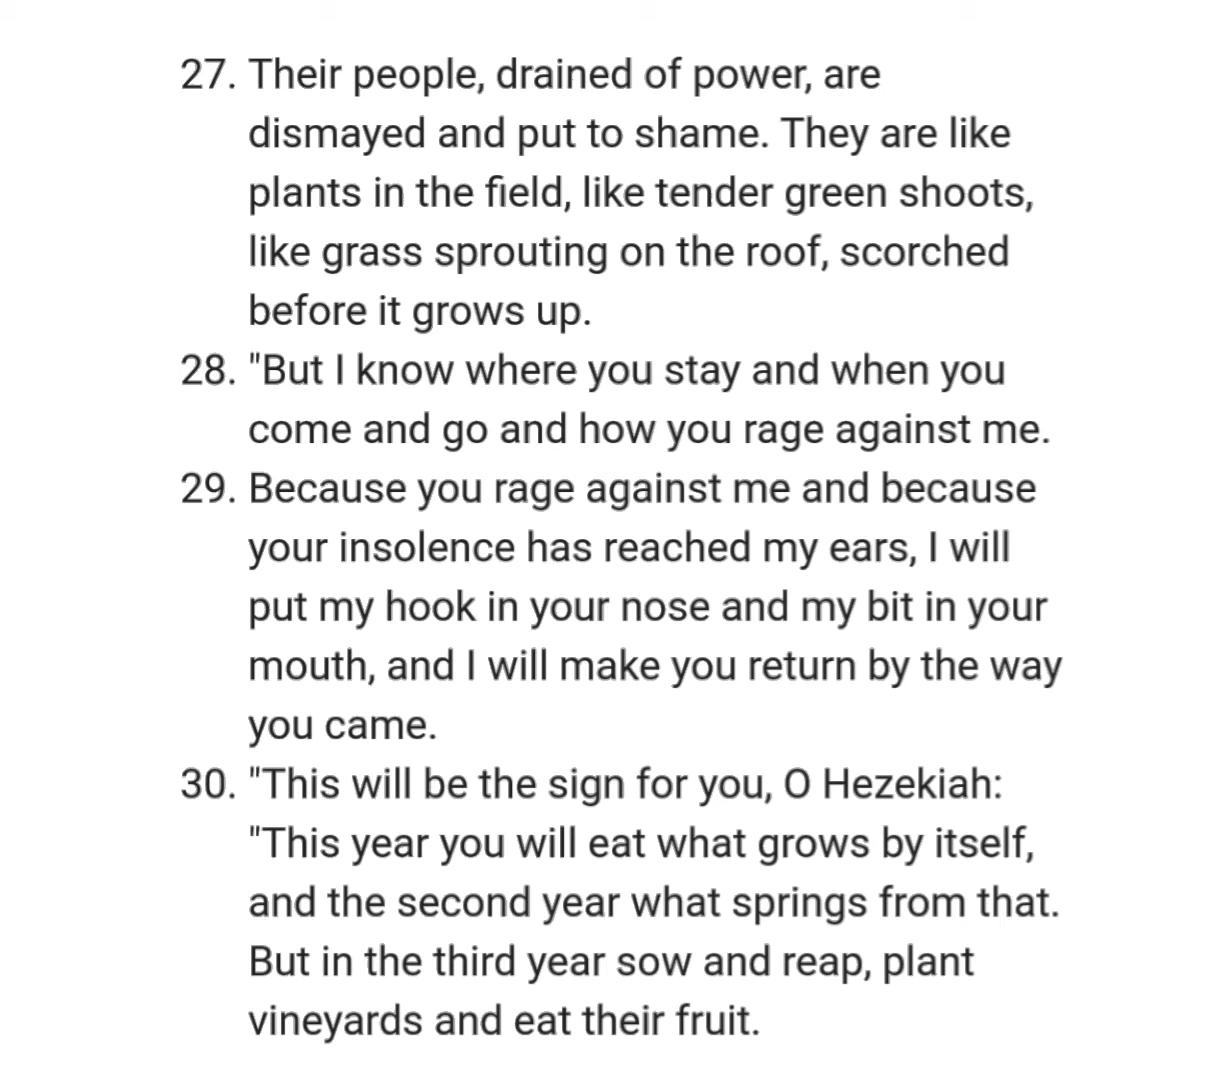 27. Their people, drained of power, are
dismayed and put to shame. They are like
plants in the field, like tender green shoots,
like grass sprouting on the roof, scorched
before it grows up.
28. "But I know where you stay and when you
come and go and how you rage against me.
29. Because you rage against me and because
your insolence has reached my ears, I will
put my hook in your nose and my bit in your
mouth, and I will make you return by the way
you came.
30. "This will be the sign for you, O Hezekiah:
"This year you will eat what grows by itself,
and the second year what springs from that.
But in the third year sow and reap, plant
vineyards and eat their fruit.